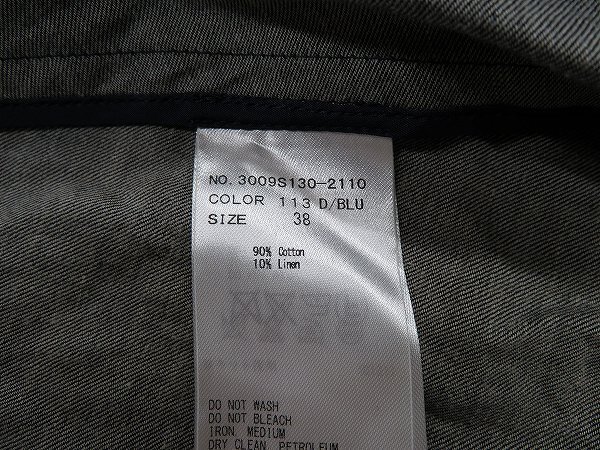 NO. 3009S130-2110
COLOR 113 D/BLU
SIZE 38
90% Cotton
10% Linen
DO NOT WASH
DO NOT BLEACH
IRON MEDIUM
DRY CLEAN, PETROLEUM